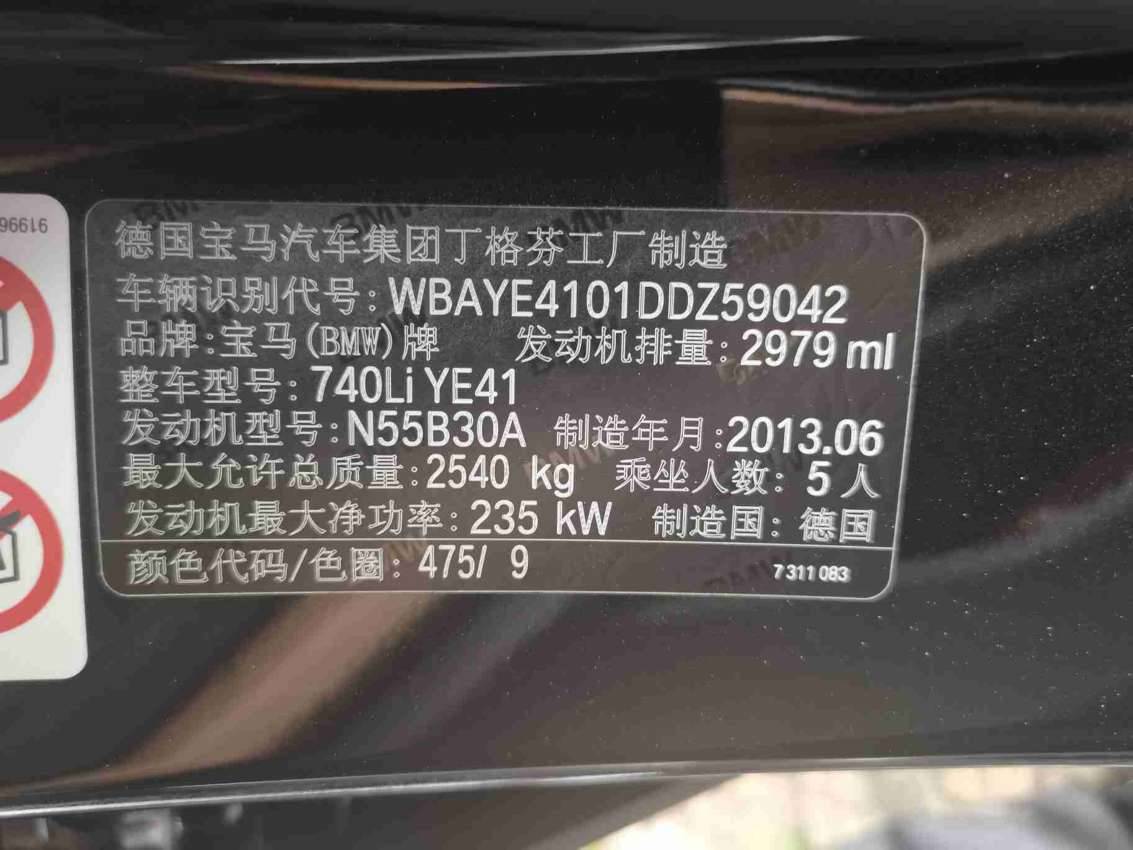 德国宝马汽车集团丁格芬工厂制造
车辆识别代号: WBAYE4101DDZ59042
品牌:宝马(BMW)牌 发动机排量: 2979 ml
整车型号: 740Li YE41
发动机型号: N55B30A 制造年月:2013.06
最大允许总质量: 2540 kg 乘坐人数: 5 人
发动机最大净功率: 235 kW 制造国: 德国
颜色代码/色圈: 475/ 9 7 311 083